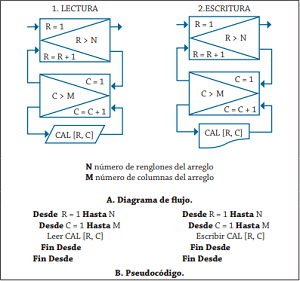 1. LECTURA
R = 1
R > N
R = R + 1
C = 1
C > M
C = C + 1
CAL [R, C]
2.ESCRITURA
R = 1
R > N
R = R + 1
C = 1
C > M
C = C + 1
CAL [R, C]
N número de renglones del arreglo
M número de columnas del arreglo
A. Diagrama de flujo.
Desde R = 1 Hasta N
Desde C = 1 Hasta M
Leer CAL [R, C]
Fin Desde
Fin Desde
Desde R = 1 Hasta N
Desde C = 1 Hasta M
Escribir CAL [R, C]
Fin Desde
Fin Desde
B. Pseudocódigo.